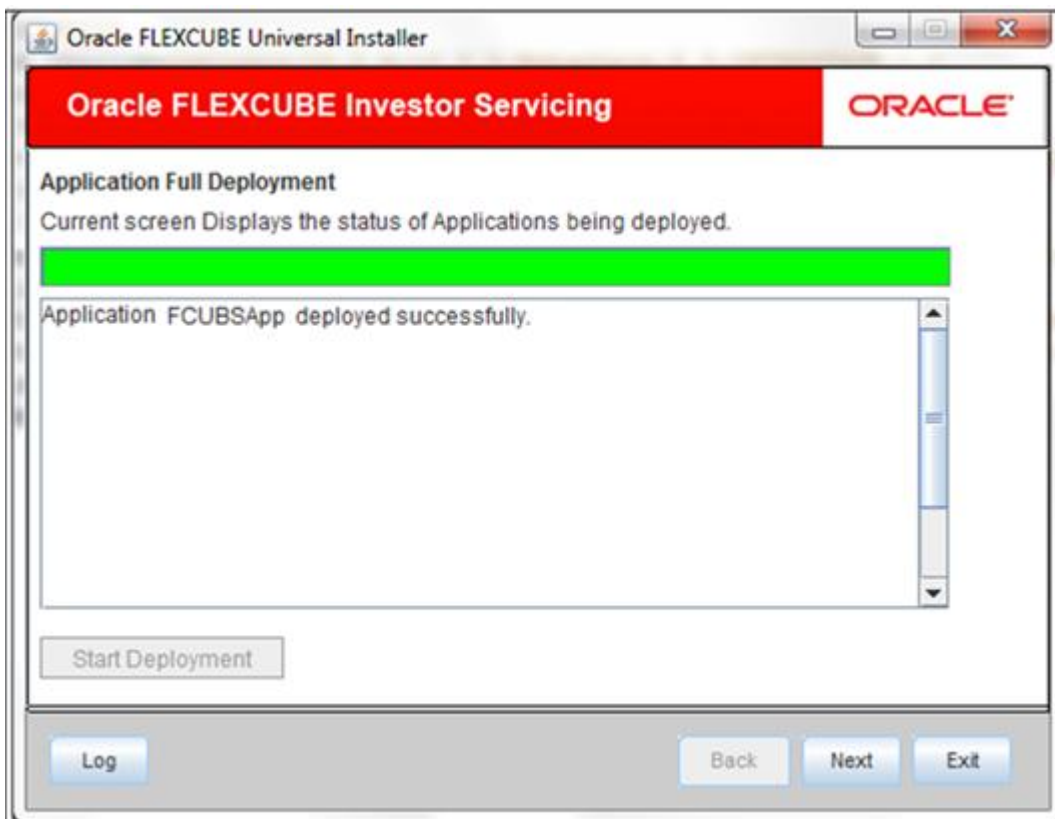 Oracle FLEXCUBE Universal Installer
Oracle FLEXCUBE Investor Servicing
ORACLE
Application Full Deployment
Current screen Displays the status of Applications being deployed.
Application FCUBSApp deployed successfully.
Start Deployment
Log
Back
Next
Exit